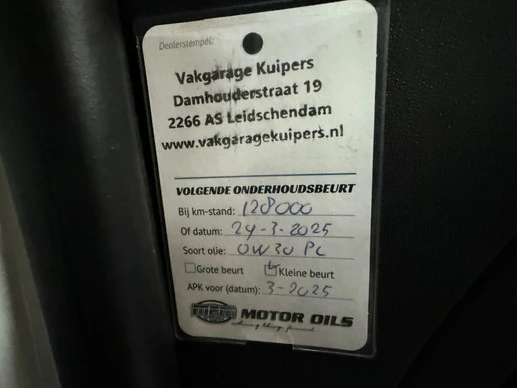 Dealerstempel:
Vakgarage Kuipers
Damhouderstraat 19
2266 AS Leidschendam
www.vakgaragekuipers.nl
VOLGENDE ONDERHOUDSBEURT
Bij km-stand: 128000
Of datum: 24-3-2025
Soort olie: 0W30 PC
Grote beurt Kleine beurt
APK voor (datum): 3-2025
MPM MOTOR OILS